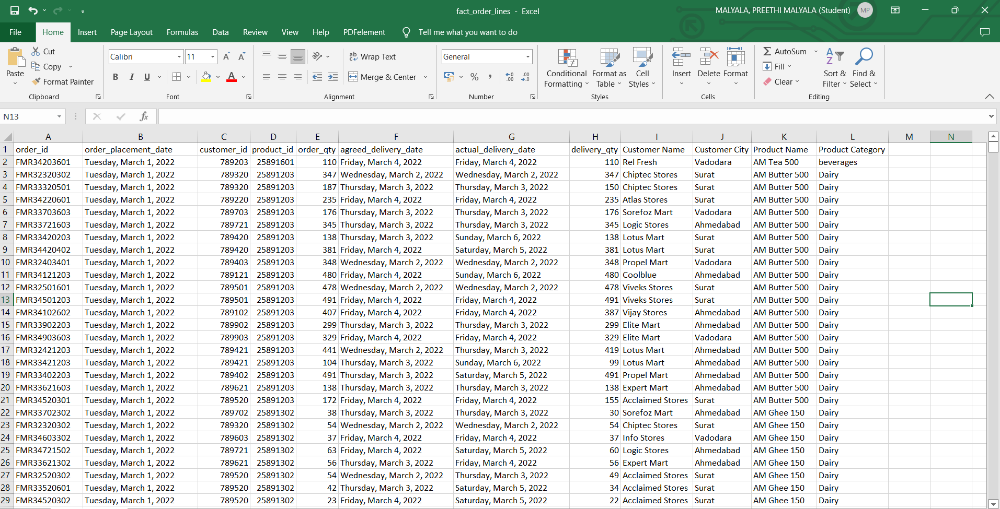 fact_order_lines - Excel
MALYALA, PREETHI MALYALA (Student) MP
File Home Insert Page Layout Formulas Data Review View Help PDFelement Tell me what you want to do
Paste Cut Copy Format Painter Clipboard
Calibri 11 A A B I U A Font
ab Wrap Text Merge & Center Alignment
General % , .00 .00 Number
Conditional Formatting Format as Table Cell Styles Styles
Insert Delete Format Cells
AutoSum Fill Clear Sort & Filter Find & Select Editing
N13 fx
A B C D E F G H I J K L M N
1 order_id order_placement_date customer_id product_id order_qty agreed_delivery_date actual_delivery_date delivery_qty Customer Name Customer City Product Name Product Category
2 FMR34203601 Tuesday, March 1, 2022 789203 25891601 110 Friday, March 4, 2022 Friday, March 4, 2022 110 Rel Fresh Vadodara AM Tea 500 beverages
3 FMR32320302 Tuesday, March 1, 2022 789320 25891203 347 Wednesday, March 2, 2022 Wednesday, March 2, 2022 347 Chiptec Stores Surat AM Butter 500 Dairy
4 FMR33320501 Tuesday, March 1, 2022 789320 25891203 187 Thursday, March 3, 2022 Thursday, March 3, 2022 150 Chiptec Stores Surat AM Butter 500 Dairy
5 FMR34220601 Tuesday, March 1, 2022 789220 25891203 235 Friday, March 4, 2022 Friday, March 4, 2022 235 Atlas Stores Surat AM Butter 500 Dairy
6 FMR33703603 Tuesday, March 1, 2022 789703 25891203 176 Thursday, March 3, 2022 Thursday, March 3, 2022 176 Sorefoz Mart Vadodara AM Butter 500 Dairy
7 FMR33721603 Tuesday, March 1, 2022 789721 25891203 345 Thursday, March 3, 2022 Thursday, March 3, 2022 345 Logic Stores Ahmedabad AM Butter 500 Dairy
8 FMR33420203 Tuesday, March 1, 2022 789420 25891203 138 Thursday, March 3, 2022 Sunday, March 6, 2022 138 Lotus Mart Surat AM Butter 500 Dairy
9 FMR34420402 Tuesday, March 1, 2022 789420 25891203 381 Friday, March 4, 2022 Saturday, March 5, 2022 381 Lotus Mart Surat AM Butter 500 Dairy
10 FMR32403401 Tuesday, March 1, 2022 789403 25891203 348 Wednesday, March 2, 2022 Wednesday, March 2, 2022 348 Propel Mart Vadodara AM Butter 500 Dairy
11 FMR34121203 Tuesday, March 1, 2022 789121 25891203 480 Friday, March 4, 2022 Sunday, March 6, 2022 480 Coolblue Ahmedabad AM Butter 500 Dairy
12 FMR32501601 Tuesday, March 1, 2022 789501 25891203 478 Wednesday, March 2, 2022 Wednesday, March 2, 2022 478 Viveks Stores Surat AM Butter 500 Dairy
13 FMR34501203 Tuesday, March 1, 2022 789501 25891203 491 Friday, March 4, 2022 Friday, March 4, 2022 491 Viveks Stores Surat AM Butter 500 Dairy
14 FMR34102602 Tuesday, March 1, 2022 789102 25891203 407 Friday, March 4, 2022 Friday, March 4, 2022 387 Vijay Stores Ahmedabad AM Butter 500 Dairy
15 FMR33902203 Tuesday, March 1, 2022 789902 25891203 299 Thursday, March 3, 2022 Thursday, March 3, 2022 299 Elite Mart Ahmedabad AM Butter 500 Dairy
16 FMR34903603 Tuesday, March 1, 2022 789903 25891203 329 Friday, March 4, 2022 Friday, March 4, 2022 329 Elite Mart Vadodara AM Butter 500 Dairy
17 FMR32421203 Tuesday, March 1, 2022 789421 25891203 441 Wednesday, March 2, 2022 Thursday, March 3, 2022 419 Lotus Mart Ahmedabad AM Butter 500 Dairy
18 FMR33421203 Tuesday, March 1, 2022 789421 25891203 104 Thursday, March 3, 2022 Sunday, March 6, 2022 99 Lotus Mart Ahmedabad AM Butter 500 Dairy
19 FMR33402203 Tuesday, March 1, 2022 789402 25891203 491 Thursday, March 3, 2022 Saturday, March 5, 2022 491 Propel Mart Ahmedabad AM Butter 500 Dairy
20 FMR33621603 Tuesday, March 1, 2022 789621 25891203 138 Thursday, March 3, 2022 Thursday, March 3, 2022 138 Expert Mart Ahmedabad AM Butter 500 Dairy
21 FMR34520301 Tuesday, March 1, 2022 789520 25891203 172 Friday, March 4, 2022 Friday, March 4, 2022 155 Acclaimed Stores Surat AM Butter 500 Dairy
22 FMR33702302 Tuesday, March 1, 2022 789702 25891302 38 Thursday, March 3, 2022 Thursday, March 3, 2022 30 Sorefoz Mart Ahmedabad AM Ghee 150 Dairy
23 FMR32320302 Tuesday, March 1, 2022 789320 25891302 54 Wednesday, March 2, 2022 Wednesday, March 2, 2022 54 Chiptec Stores Surat AM Ghee 150 Dairy
24 FMR34603302 Tuesday, March 1, 2022 789603 25891302 37 Friday, March 4, 2022 Friday, March 4, 2022 37 Info Stores Vadodara AM Ghee 150 Dairy
25 FMR34721502 Tuesday, March 1, 2022 789721 25891302 63 Friday, March 4, 2022 Saturday, March 5, 2022 60 Logic Stores Ahmedabad AM Ghee 150 Dairy
26 FMR33621302 Tuesday, March 1, 2022 789621 25891302 56 Thursday, March 3, 2022 Friday, March 4, 2022 56 Expert Mart Ahmedabad AM Ghee 150 Dairy
27 FMR32520302 Tuesday, March 1, 2022 789520 25891302 54 Wednesday, March 2, 2022 Thursday, March 3, 2022 49 Acclaimed Stores Surat AM Ghee 150 Dairy
28 FMR33520601 Tuesday, March 1, 2022 789520 25891302 42 Thursday, March 3, 2022 Saturday, March 5, 2022 34 Acclaimed Stores Surat AM Ghee 150 Dairy
29 FMR34520302 Tuesday, March 1, 2022 789520 25891302 23 Friday, March 4, 2022 Saturday, March 5, 2022 22 Acclaimed Stores Surat AM Ghee 150 Dairy